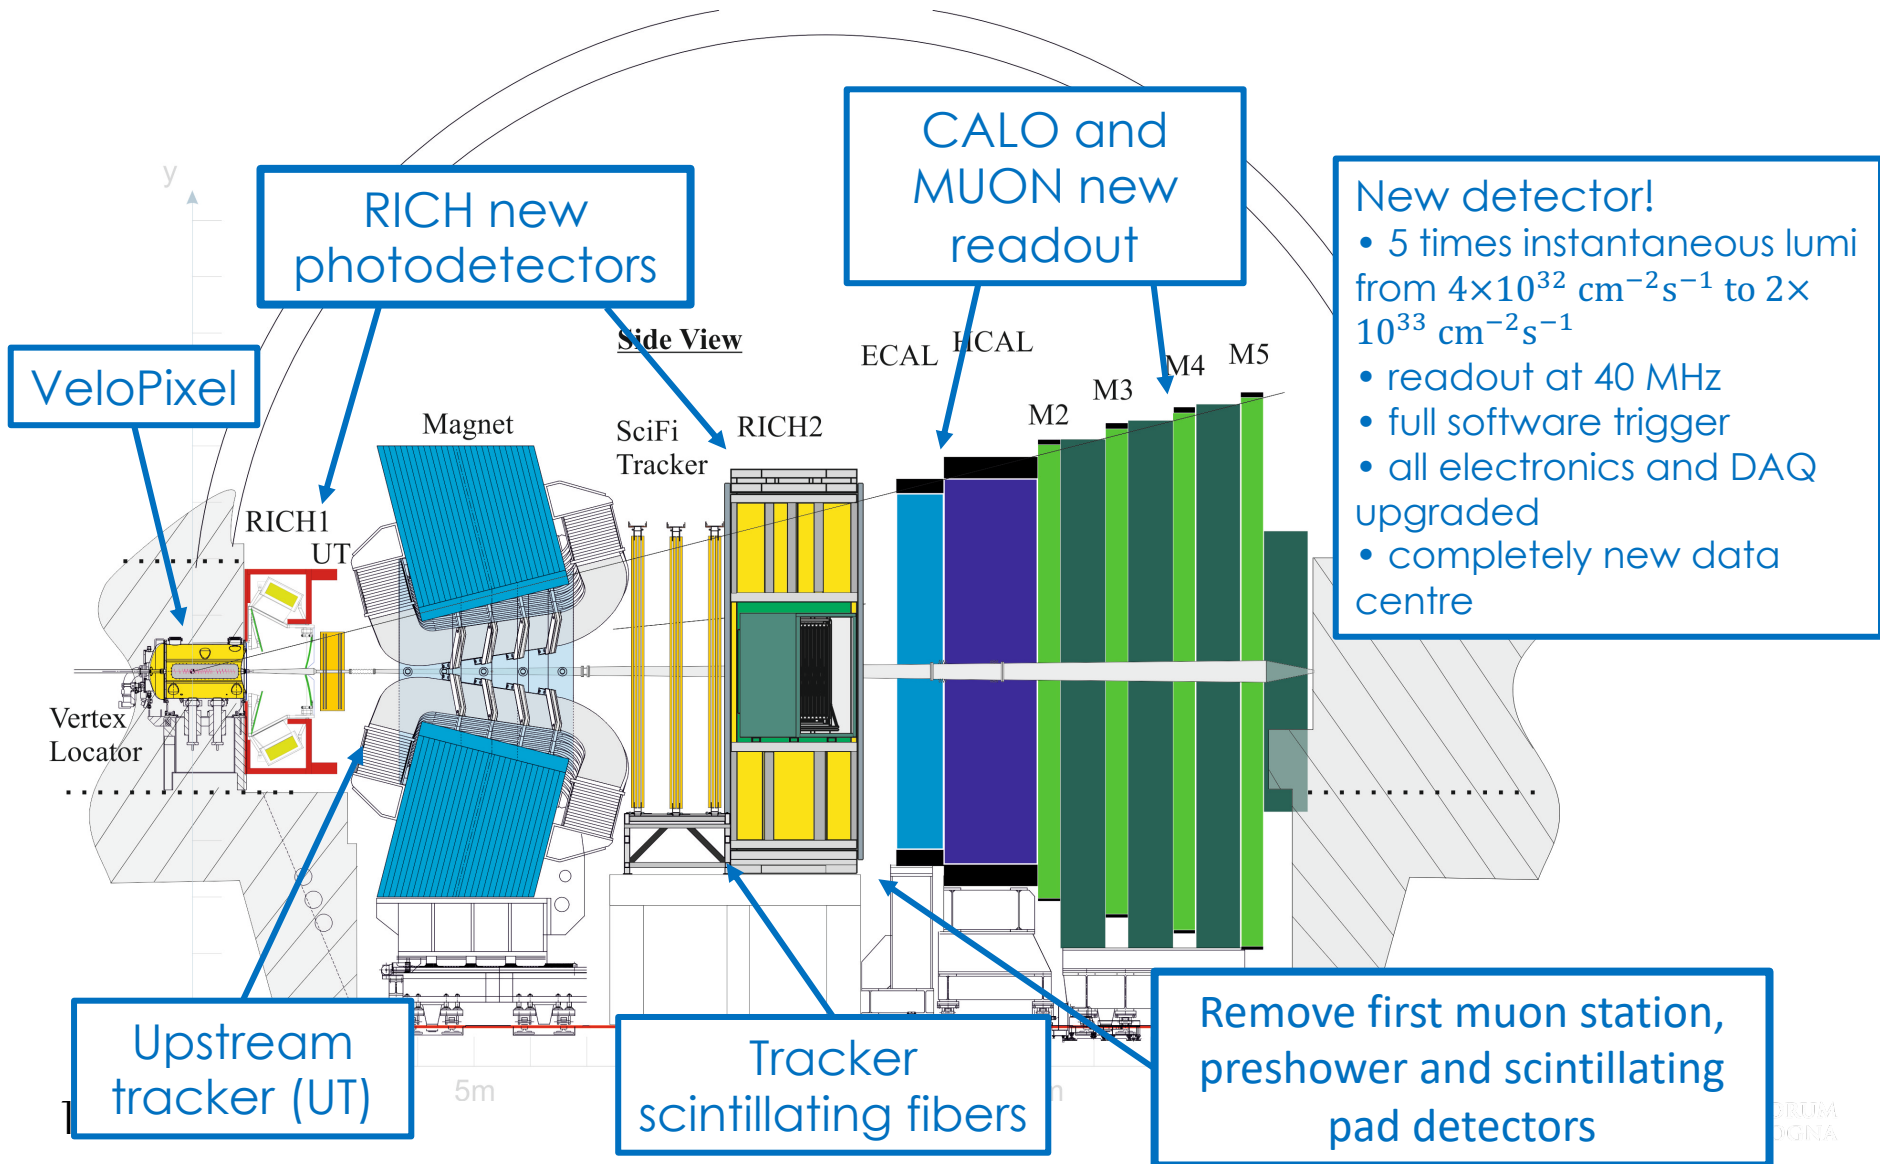 y
RICH new
photodetectors
CALO and
MUON new
readout
New detector!
• 5 times instantaneous lumi
from 4×10³² cm⁻²s⁻¹ to 2×
10³³ cm⁻²s⁻¹
• readout at 40 MHz
• full software trigger
• all electronics and DAQ
upgraded
• completely new data
centre
VeloPixel
Side View
ECAL
HCAL
M2
M3
M4
M5
Magnet
SciFi
Tracker
RICH2
RICH1
UT
Vertex
Locator
5m
Upstream
tracker (UT)
Tracker
scintillating fibers
Remove first muon station,
preshower and scintillating
pad detectors